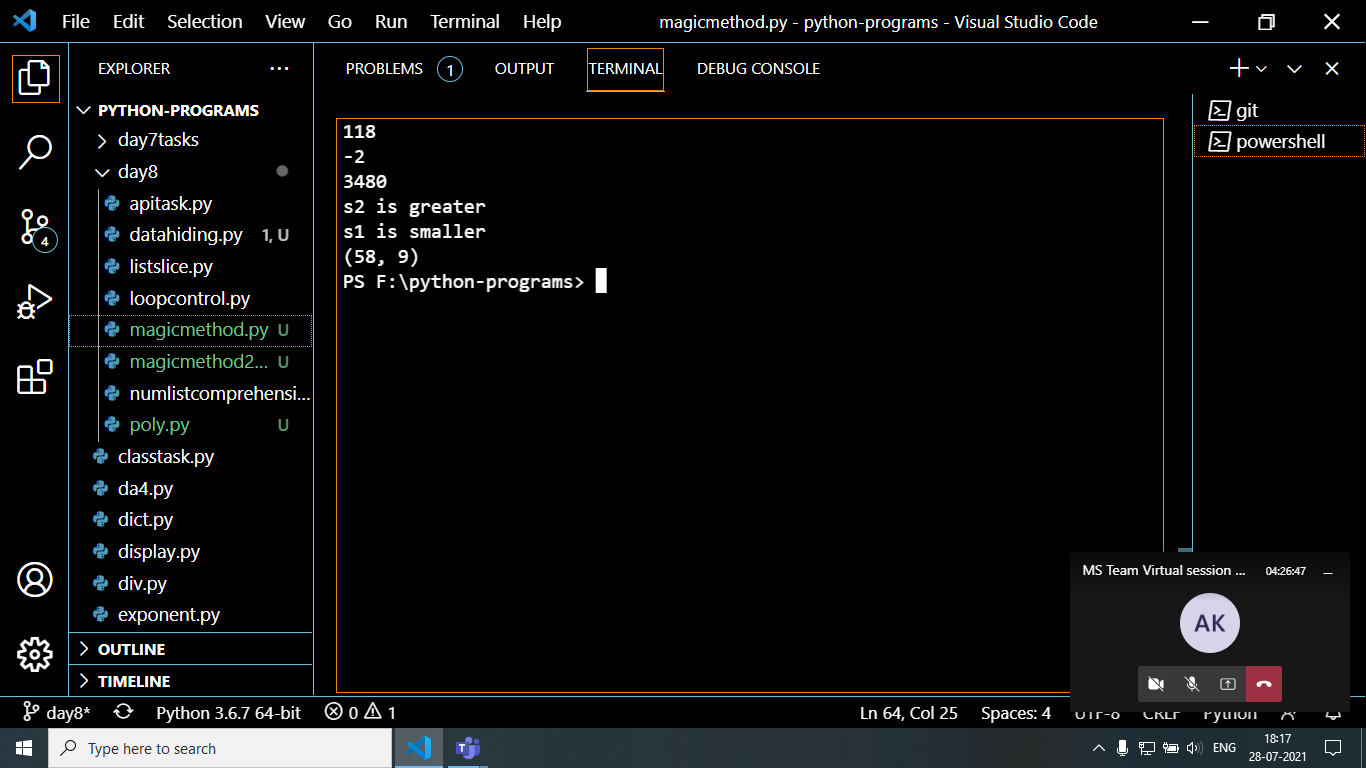 File Edit Selection View Go Run Terminal Help magicmethod.py - python-programs - Visual Studio Code
EXPLORER ...
PROBLEMS 1 OUTPUT TERMINAL DEBUG CONSOLE
PYTHON-PROGRAMS
day7tasks
day8
apitask.py
datahiding.py 1, U
listslice.py
loopcontrol.py
magicmethod.py U
magicmethod2... U
numlistcomprehensi...
poly.py U
classtask.py
da4.py
dict.py
display.py
div.py
exponent.py
OUTLINE
TIMELINE
4
118
-2
3480
s2 is greater
s1 is smaller
(58, 9)
PS F:\python-programs>
git
powershell
MS Team Virtual session ... 04:26:47
AK
day8* Python 3.6.7 64-bit 0 1 Ln 64, Col 25 Spaces: 4 UTF-8 CRLF Python
Type here to search
ENG
18:17
28-07-2021